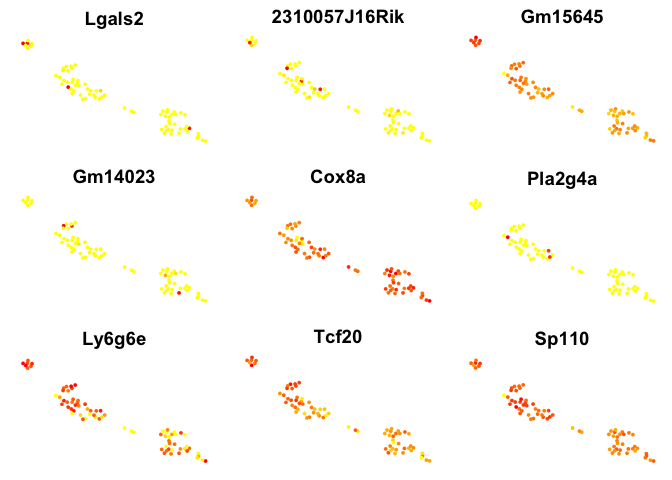 Lgals2
2310057J16Rik
Gm15645
Gm14023
Cox8a
Pla2g4a
Ly6g6e
Tcf20
Sp110